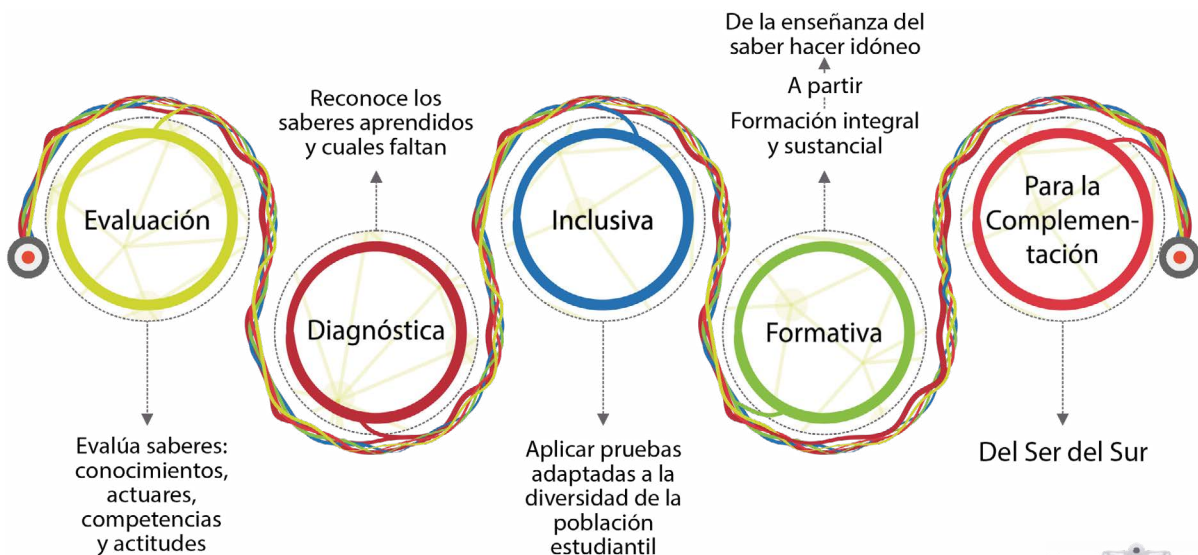 Evaluación
Evalúa saberes:
conocimientos,
actuares,
competencias
y actitudes
Reconoce los
saberes aprendidos
y cuales faltan
Diagnóstica
Inclusiva
Aplicar pruebas
adaptadas a la
diversidad de la
población
estudiantil
De la enseñanza del
saber hacer idóneo
A partir
Formación integral
y sustancial
Formativa
Para la
Complemen-
tación
Del Ser del Sur